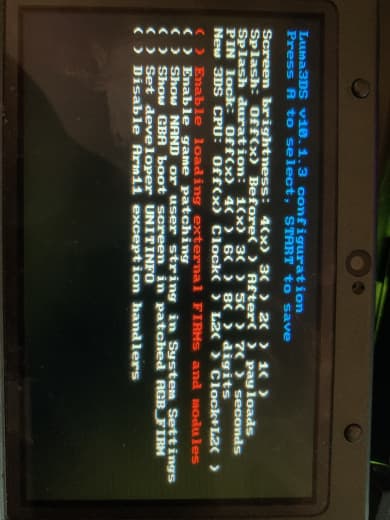 Luma3DS v10.1.3 configuration
Press A to select, START to save
Screen brightness: 4(x) 3( ) 2( ) 1( )
Splash: Off(x) Before( ) After( ) payloads
Splash duration: 1(x) 3( ) 5( ) 7( ) seconds
PIN lock: Off(x) 4( ) 6( ) 8( ) digits
New 3DS CPU: Off(x) Clock( ) L2( ) Clock+L2( )
( ) Enable loading external FIRMs and modules
( ) Enable game patching
( ) Show NAND or user string in System Settings
( ) Show GBA boot screen in patched AGB_FIRM
( ) Set developer UNITINFO
( ) Disable Arm11 exception handlers